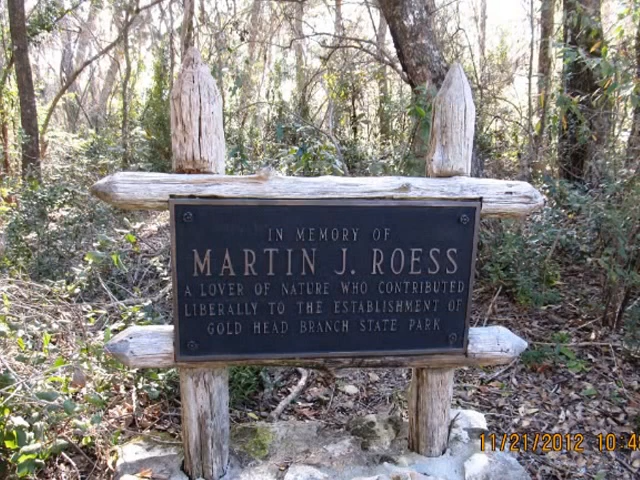 IN MEMORY OF
MARTIN J. ROESS
A LOVER OF NATURE WHO CONTRIBUTED
LIBERALLY TO THE ESTABLISHMENT OF
GOLD HEAD BRANCH STATE PARK
11/21/2012